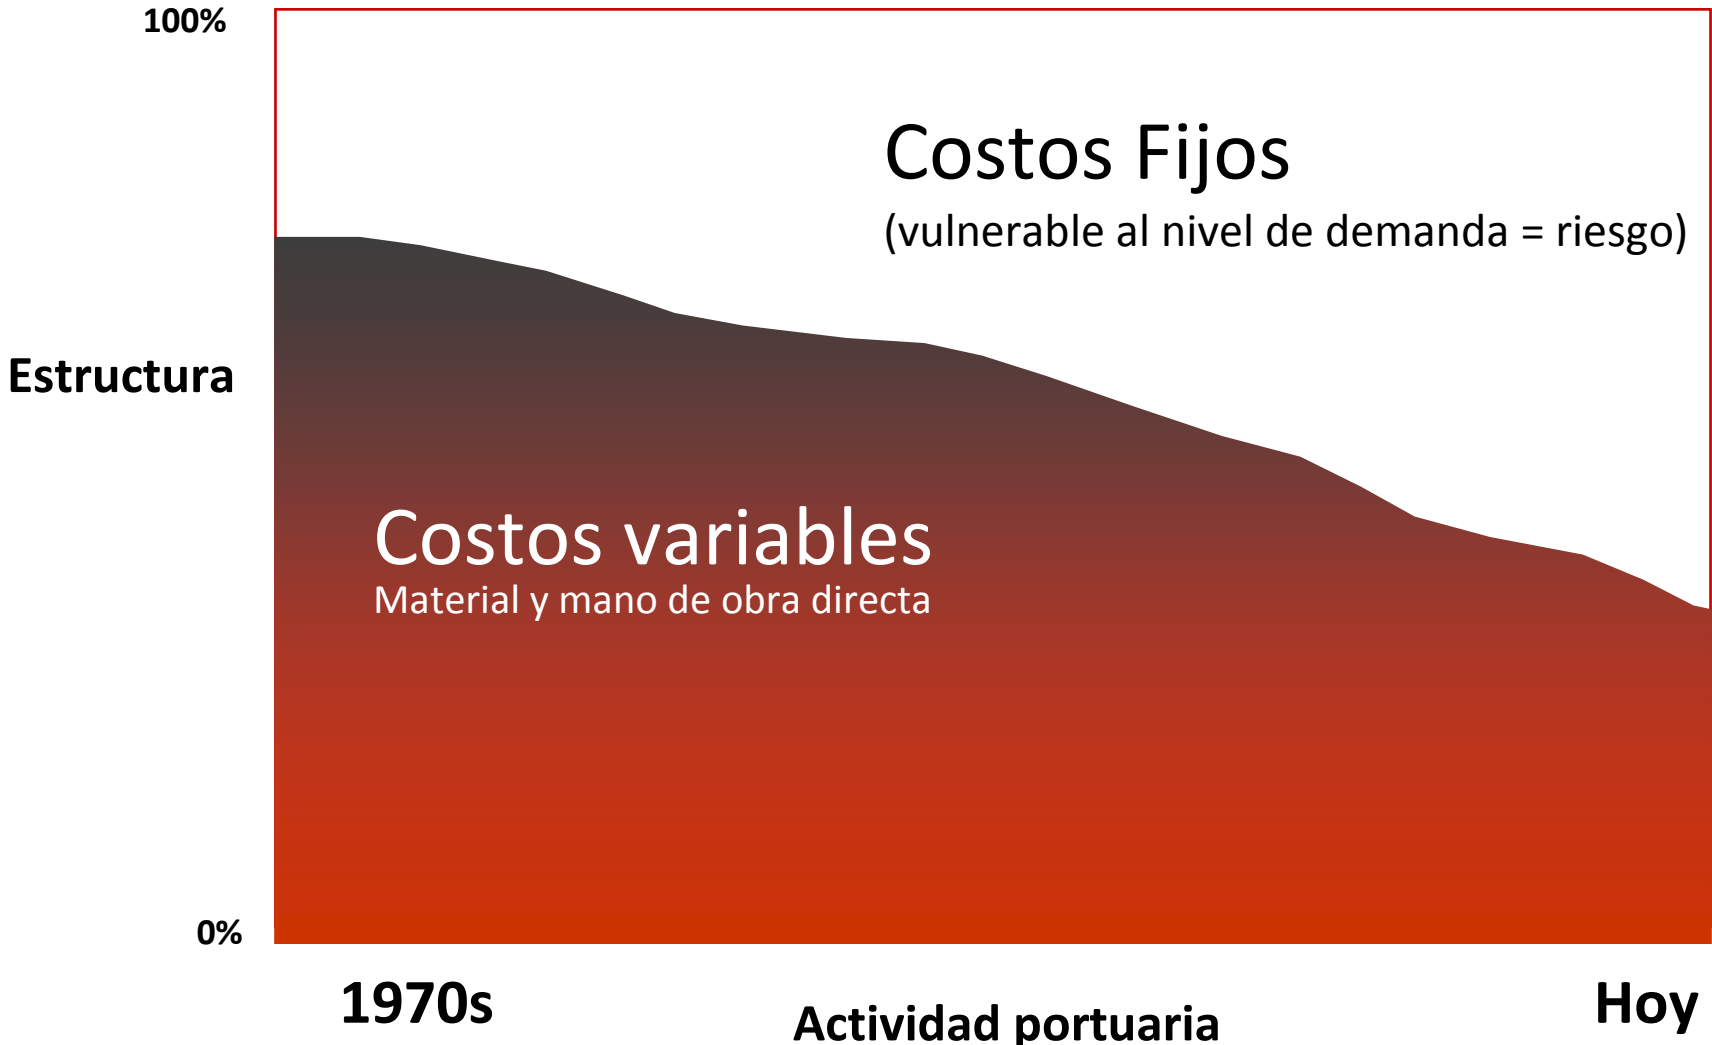 100%
Costos Fijos
(vulnerable al nivel de demanda = riesgo)
Estructura
Costos variables
Material y mano de obra directa
0%
1970s
Hoy
Actividad portuaria